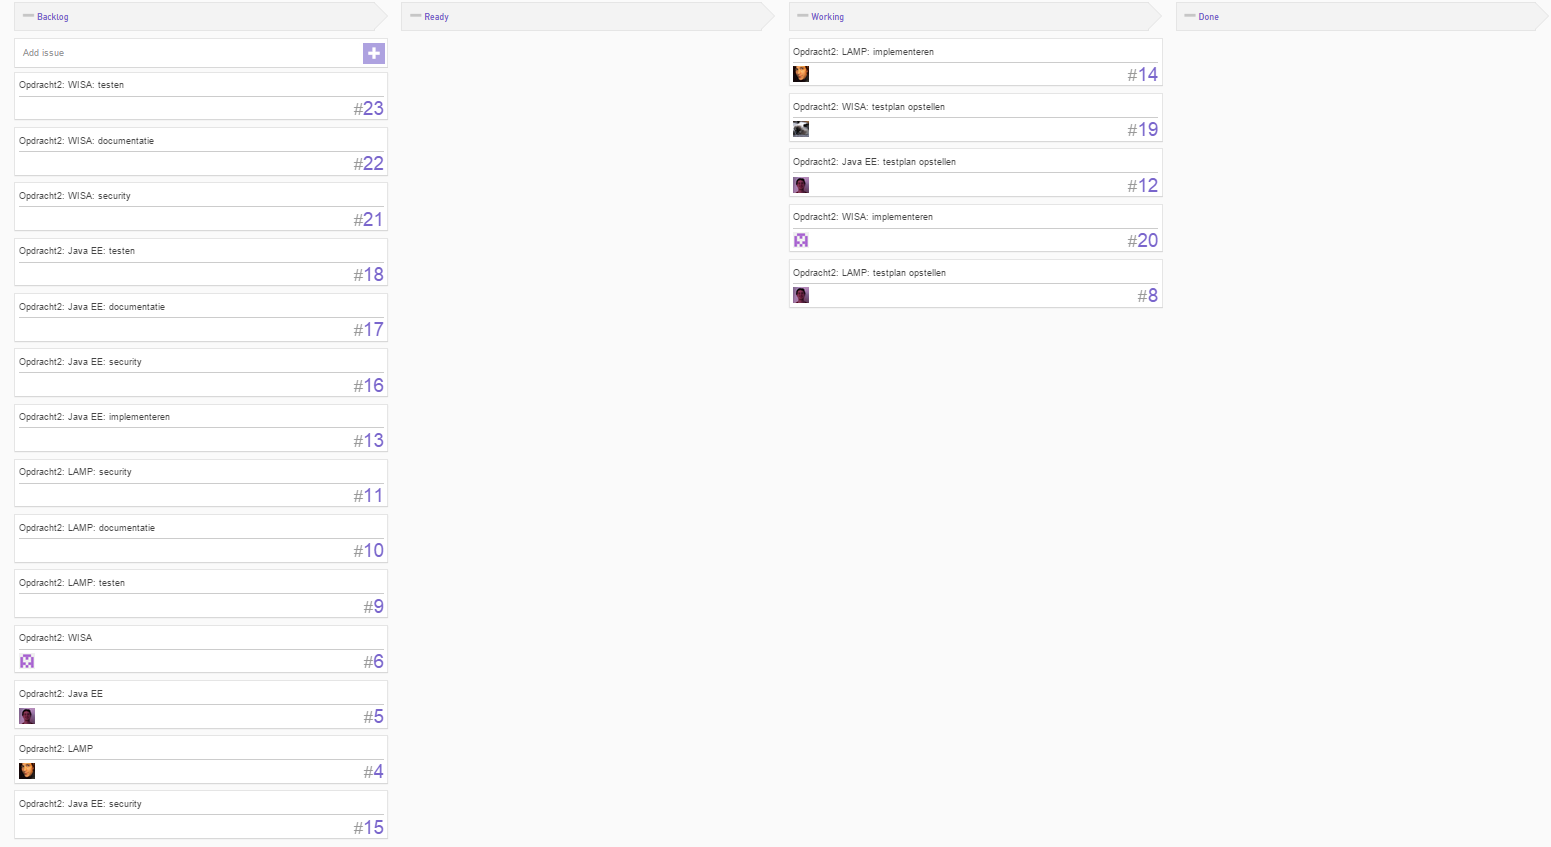 Backlog
Add issue
Opdracht2: WISA: testen
#23
Opdracht2: WISA: documentatie
#22
Opdracht2: WISA: security
#21
Opdracht2: Java EE: testen
#18
Opdracht2: Java EE: documentatie
#17
Opdracht2: Java EE: security
#16
Opdracht2: Java EE: implementeren
#13
Opdracht2: LAMP: security
#11
Opdracht2: LAMP: documentatie
#10
Opdracht2: LAMP: testen
#9
Opdracht2: WISA
#6
Opdracht2: Java EE
#5
Opdracht2: LAMP
#4
Opdracht2: Java EE: security
#15
Ready
Working
Opdracht2: LAMP: implementeren
#14
Opdracht2: WISA: testplan opstellen
#19
Opdracht2: Java EE: testplan opstellen
#12
Opdracht2: WISA: implementeren
#20
Opdracht2: LAMP: testplan opstellen
#8
Done